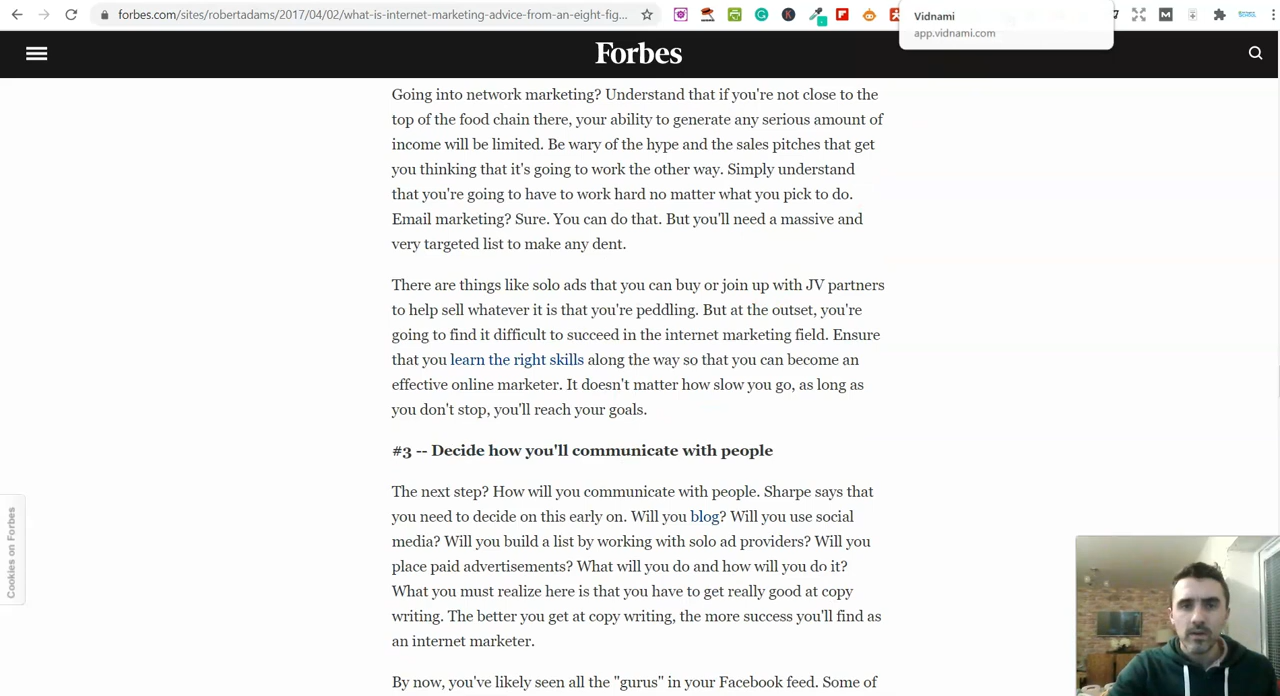 forbes.com/sites/robertadams/2017/04/02/what-is-internet-marketing-advice-from-an-eight-fig...
Vidnami
app.vidnami.com
Forbes
Going into network marketing? Understand that if you're not close to the
top of the food chain there, your ability to generate any serious amount of
income will be limited. Be wary of the hype and the sales pitches that get
you thinking that it's going to work the other way. Simply understand
that you're going to have to work hard no matter what you pick to do.
Email marketing? Sure. You can do that. But you'll need a massive and
very targeted list to make any dent.
There are things like solo ads that you can buy or join up with JV partners
to help sell whatever it is that you're peddling. But at the outset, you're
going to find it difficult to succeed in the internet marketing field. Ensure
that you learn the right skills along the way so that you can become an
effective online marketer. It doesn't matter how slow you go, as long as
you don't stop, you'll reach your goals.
#3 -- Decide how you'll communicate with people
The next step? How will you communicate with people. Sharpe says that
you need to decide on this early on. Will you blog? Will you use social
media? Will you build a list by working with solo ad providers? Will you
place paid advertisements? What will you do and how will you do it?
What you must realize here is that you have to get really good at copy
writing. The better you get at copy writing, the more success you'll find as
an internet marketer.
By now, you've likely seen all the "gurus" in your Facebook feed. Some of
Cookies on Forbes